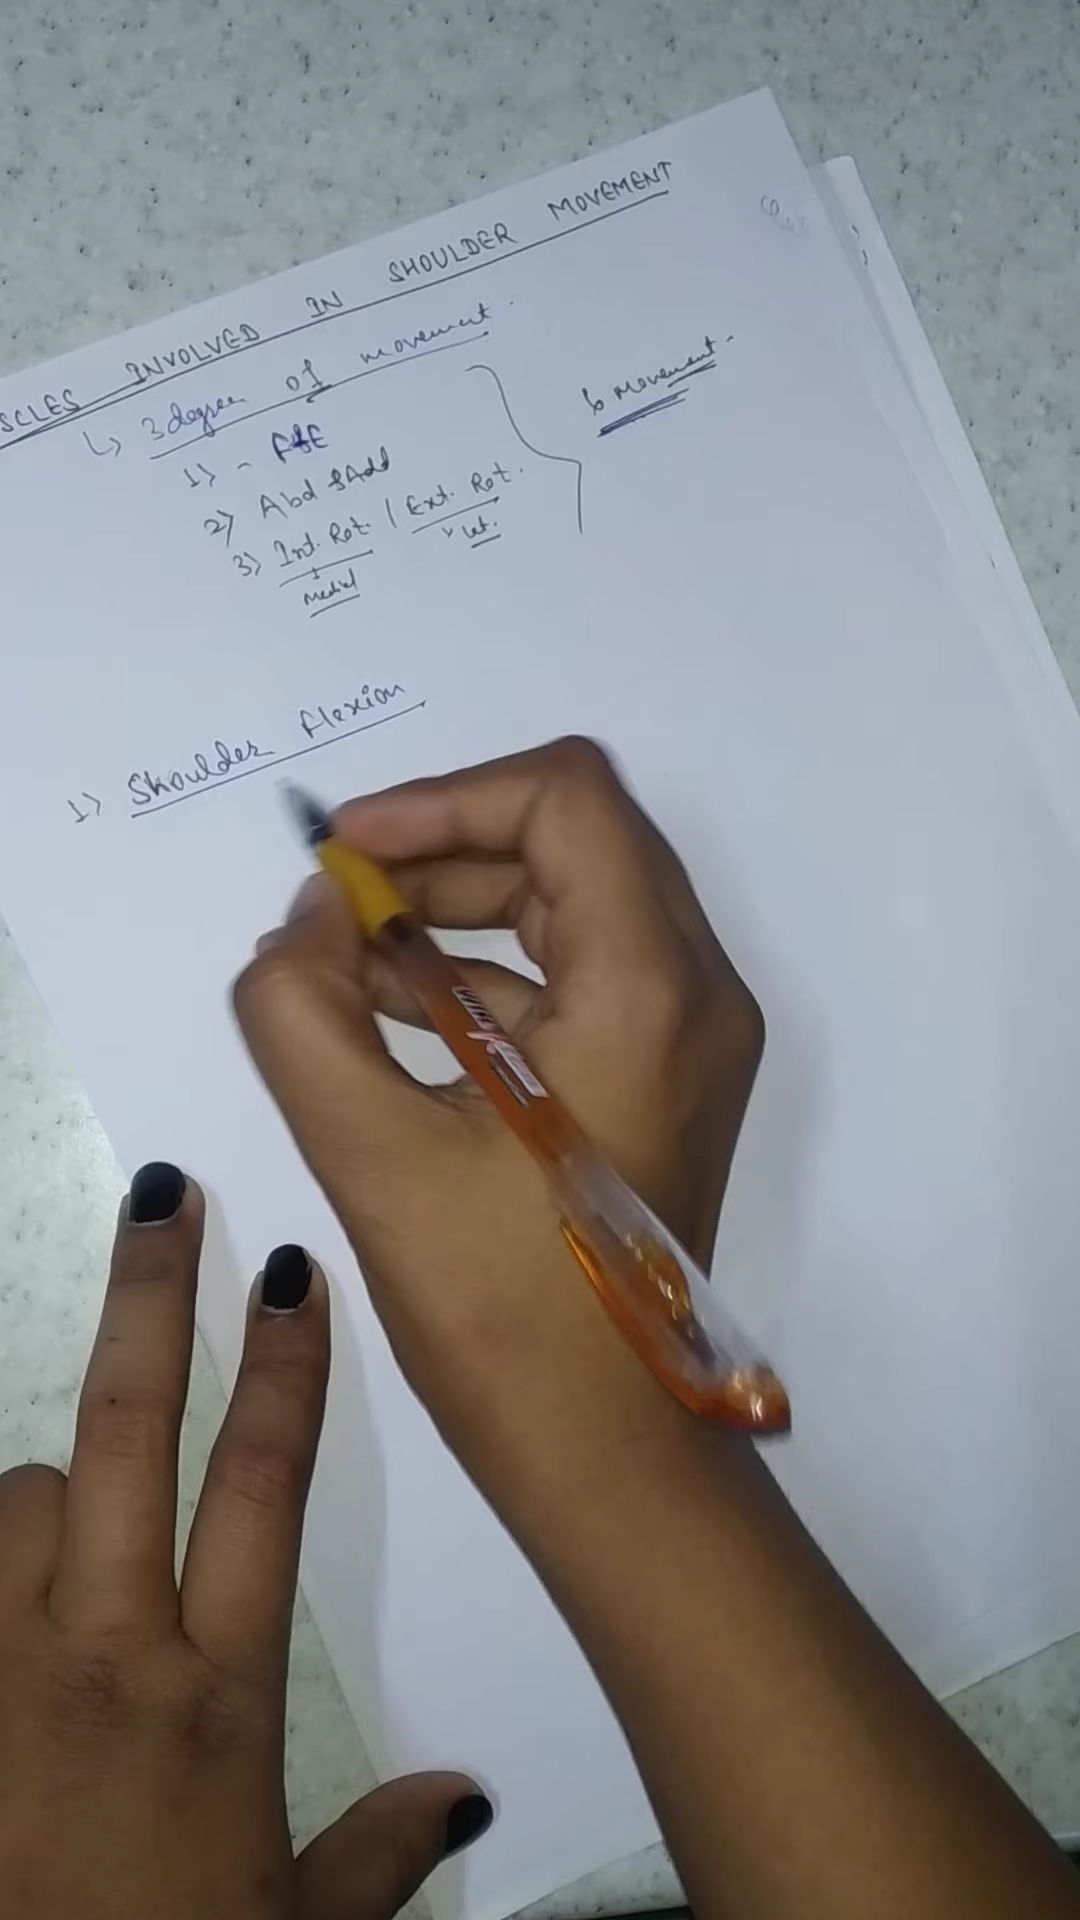 SCLES INVOLVED IN SHOULDER MOVEMENT
↳ 3 degree of movement.
1) - F&E
2) Abd & Add
3) Int. Rot. / Ext. Rot.
Medial
Lat.
6 Movement -
1) Shoulder Flexion